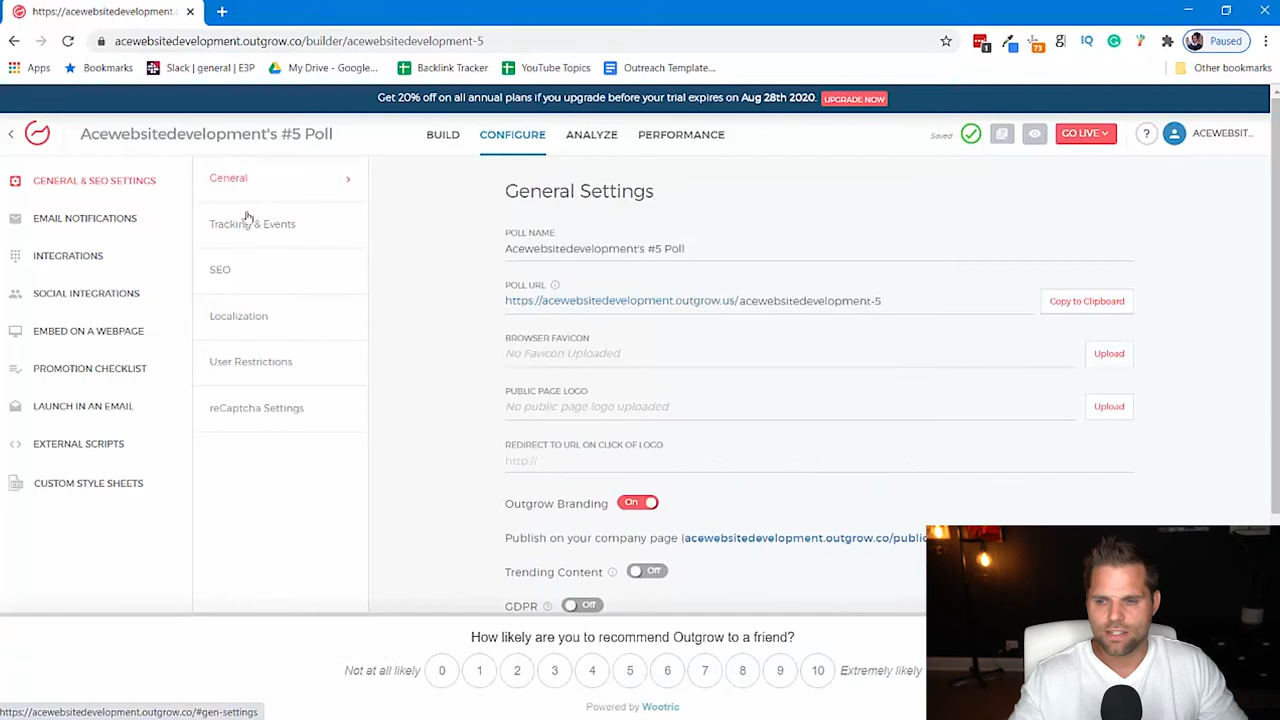 https://acewebsitedevelopment.
https://acewebsitedevelopment.outgrow.co/builder/acewebsitedevelopment-5
1
73
g|
IQ
Paused
Apps
Bookmarks
Slack | general | E3P
My Drive - Google...
Backlink Tracker
YouTube Topics
Outreach Template...
Other bookmarks
Get 20% off on all annual plans if you upgrade before your trial expires on Aug 28th 2020. UPGRADE NOW
Acewebsitedevelopment's #5 Poll
BUILD
CONFIGURE
ANALYZE
PERFORMANCE
Saved
GO LIVE
?
ACEWEBSIT...
GENERAL & SEO SETTINGS
EMAIL NOTIFICATIONS
INTEGRATIONS
SOCIAL INTEGRATIONS
EMBED ON A WEBPAGE
PROMOTION CHECKLIST
LAUNCH IN AN EMAIL
EXTERNAL SCRIPTS
CUSTOM STYLE SHEETS
General
Tracking & Events
SEO
Localization
User Restrictions
reCaptcha Settings
General Settings
POLL NAME
Acewebsitedevelopment's #5 Poll
POLL URL
https://acewebsitedevelopment.outgrow.us/acewebsitedevelopment-5
Copy to Clipboard
BROWSER FAVICON
No Favicon Uploaded
Upload
PUBLIC PAGE LOGO
No public page logo uploaded
Upload
REDIRECT TO URL ON CLICK OF LOGO
http://
Outgrow Branding On
Publish on your company page (acewebsitedevelopment.outgrow.co/public
Trending Content Off
GDPR ? Off
How likely are you to recommend Outgrow to a friend?
Not at all likely 0 1 2 3 4 5 6 7 8 9 10 Extremely likely
Powered by Wootric
https://acewebsitedevelopment.outgrow.co/#gen-settings